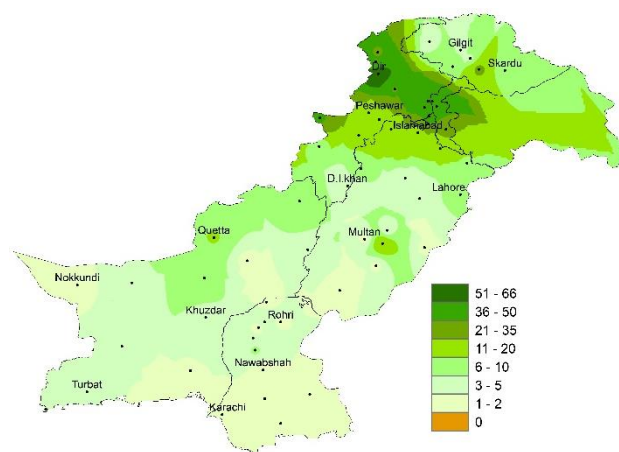 Gilgit
Dir
Skardu
Peshawar
Islamabad
D.I.khan
Lahore
Quetta
Multan
Nokkundi
Khuzdar
Rohri
Nawabshah
Turbat
Karachi
51 - 66
36 - 50
21 - 35
11 - 20
6 - 10
3 - 5
1 - 2
0